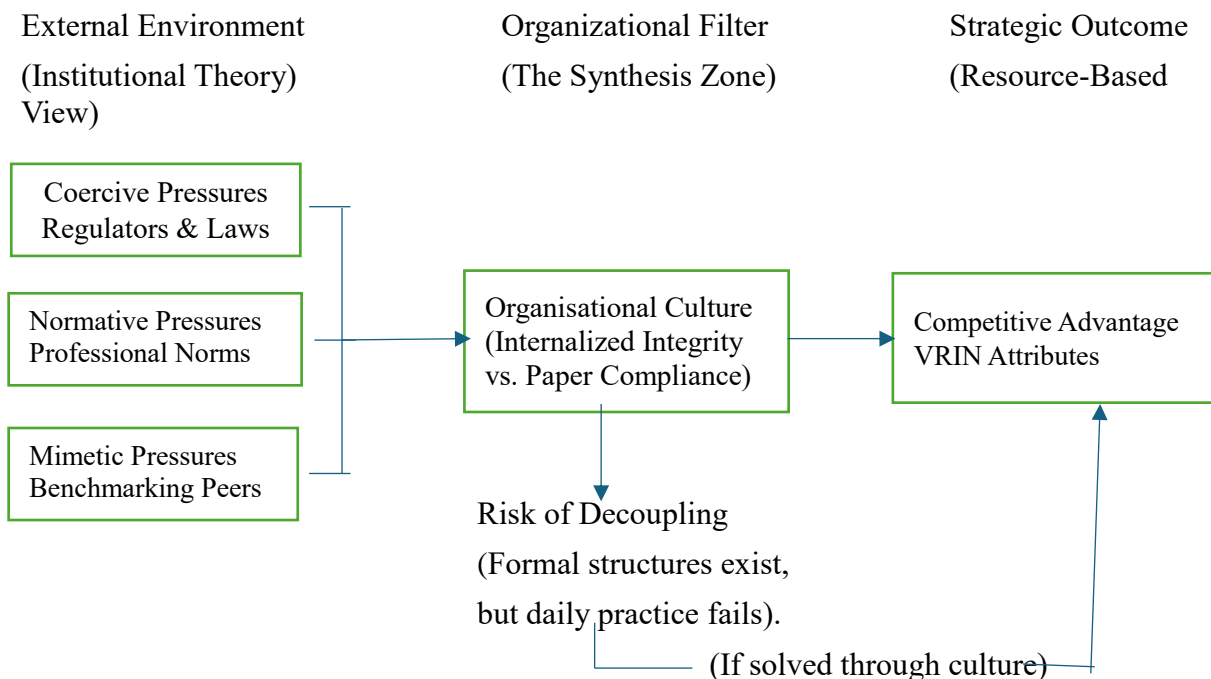 External Environment
(Institutional Theory)
View)
Organizational Filter
(The Synthesis Zone)
Strategic Outcome
(Resource-Based
Coercive Pressures
Regulators & Laws
Normative Pressures
Professional Norms
Mimetic Pressures
Benchmarking Peers
Organisational Culture
(Internalized Integrity
vs. Paper Compliance)
Competitive Advantage
VRIN Attributes
Risk of Decoupling
(Formal structures exist,
but daily practice fails).
(If solved through culture)